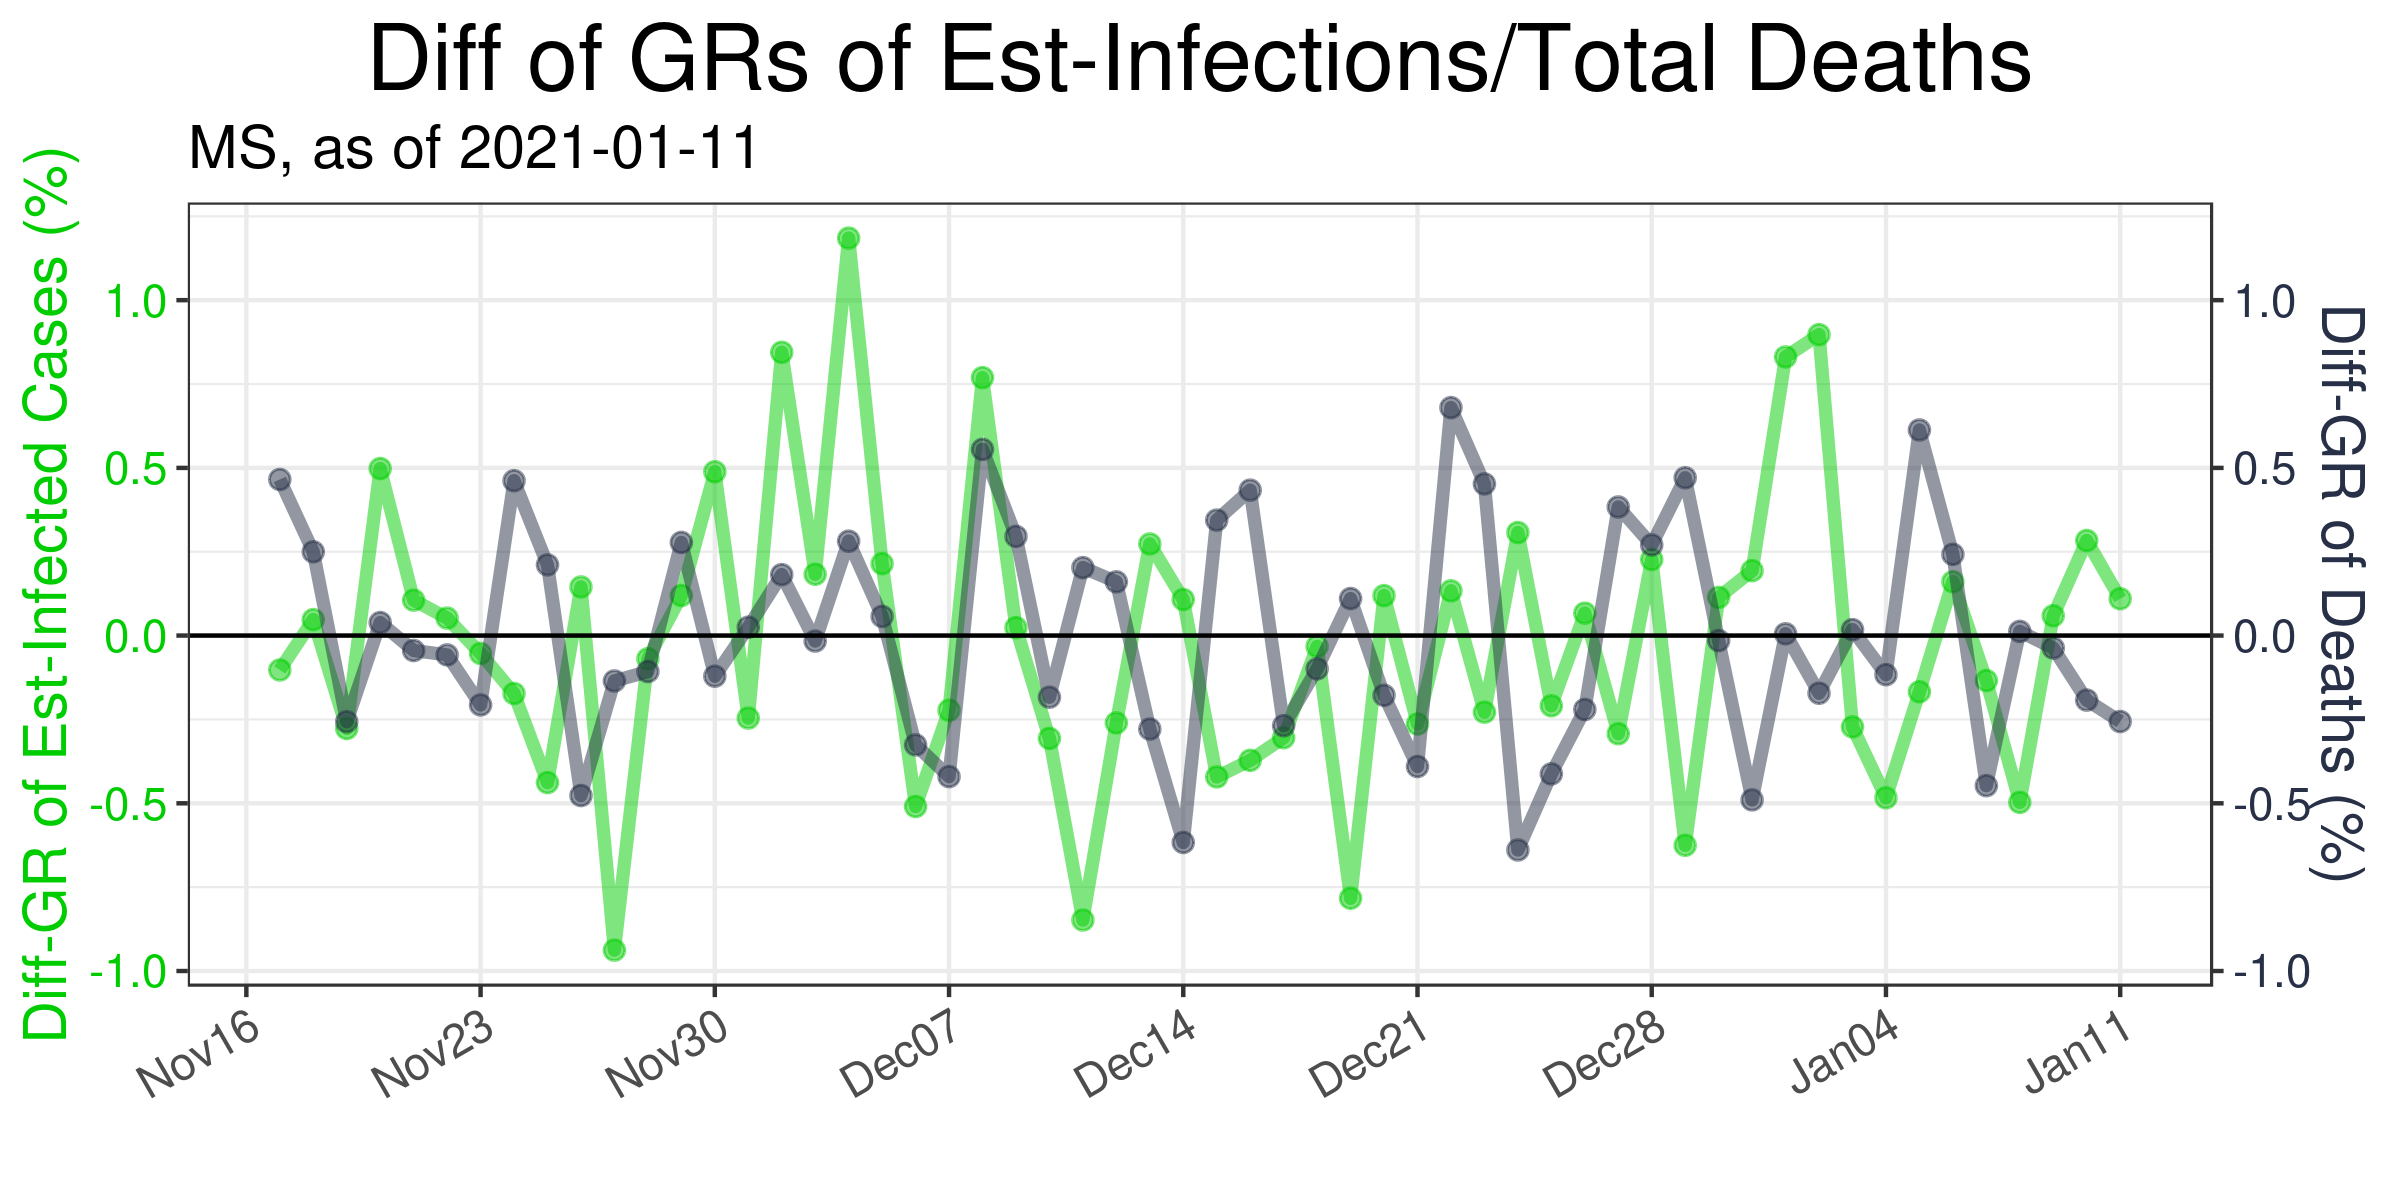 Diff of GRs of Est-Infections/Total Deaths
MS, as of 2021-01-11
Diff-GR of Est-Infected Cases (%)
1.0
0.5
0.0
-0.5
-1.0
1.0
0.5
0.0
-0.5
-1.0
Diff-GR of Deaths (%)
Nov16 Nov23 Nov30 Dec07 Dec14 Dec21 Dec28 Jan04 Jan11